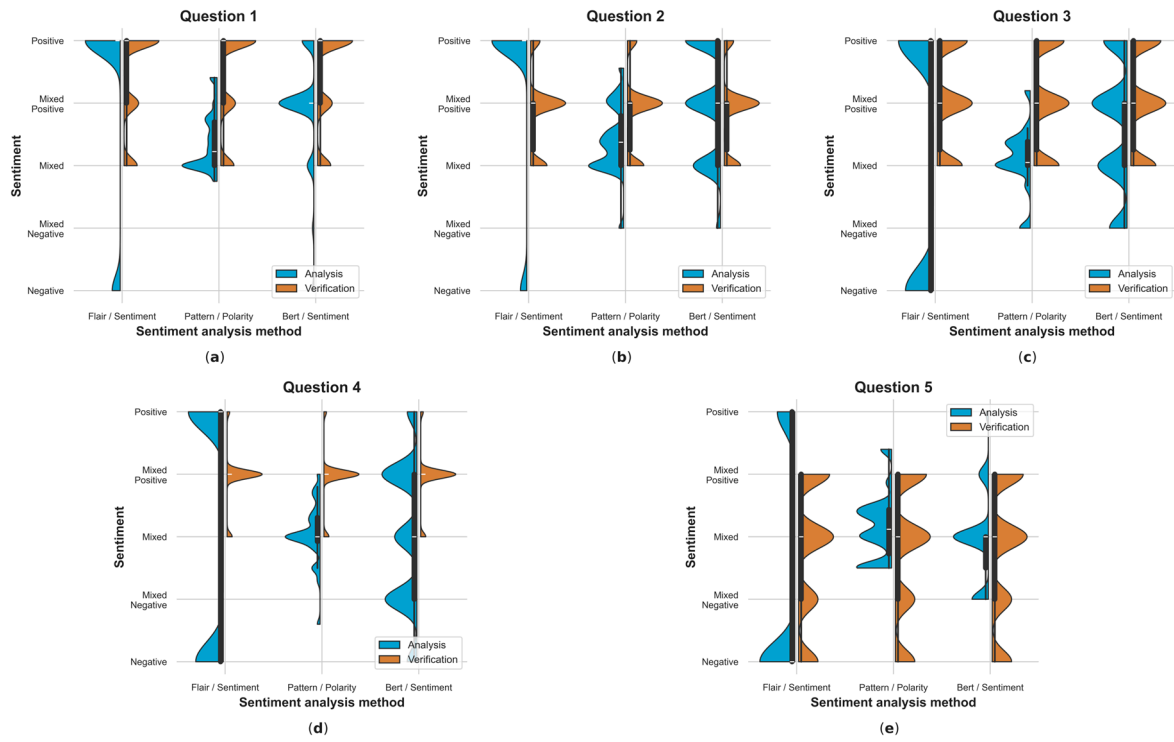 Question 1
Positive
Mixed
Positive
Mixed
Mixed
Negative
Negative
Sentiment
Analysis
Verification
Flair / Sentiment
Pattern / Polarity
Bert / Sentiment
Sentiment analysis method
(a)
Question 2
Positive
Mixed
Positive
Mixed
Mixed
Negative
Negative
Sentiment
Analysis
Verification
Flair / Sentiment
Pattern / Polarity
Bert / Sentiment
Sentiment analysis method
(b)
Question 3
Positive
Mixed
Positive
Mixed
Mixed
Negative
Negative
Sentiment
Analysis
Verification
Flair / Sentiment
Pattern / Polarity
Bert / Sentiment
Sentiment analysis method
(c)
Question 4
Positive
Mixed
Positive
Mixed
Mixed
Negative
Negative
Sentiment
Analysis
Verification
Flair / Sentiment
Pattern / Polarity
Bert / Sentiment
Sentiment analysis method
(d)
Question 5
Positive
Mixed
Positive
Mixed
Mixed
Negative
Negative
Sentiment
Analysis
Verification
Flair / Sentiment
Pattern / Polarity
Bert / Sentiment
Sentiment analysis method
(e)